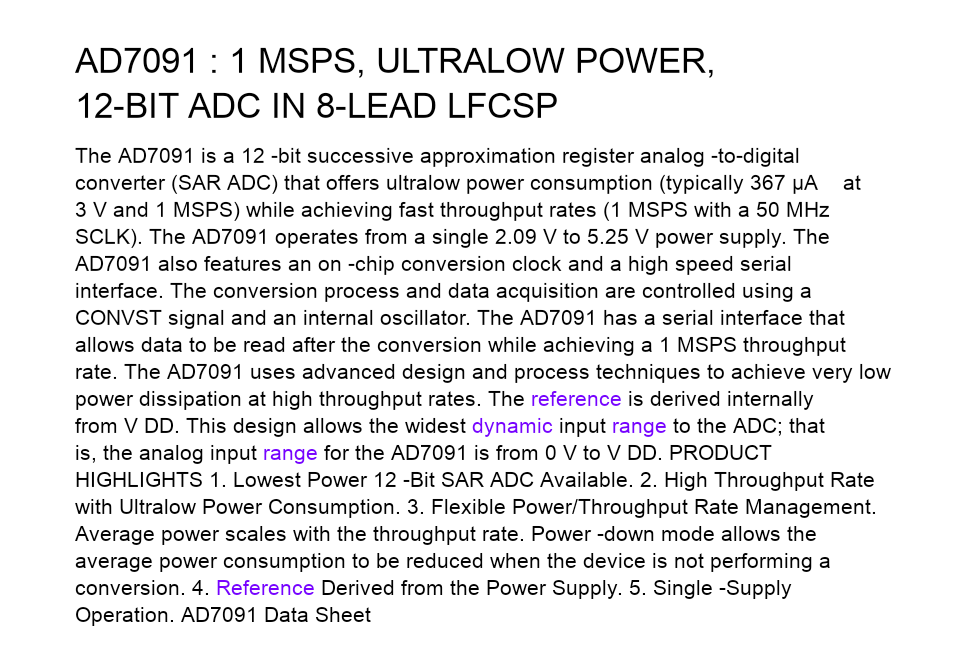 AD7091 : 1 MSPS, ULTRALOW POWER,
12-BIT ADC IN 8-LEAD LFCSP
The AD7091 is a 12 -bit successive approximation register analog -to-digital
converter (SAR ADC) that offers ultralow power consumption (typically 367 μA at
3 V and 1 MSPS) while achieving fast throughput rates (1 MSPS with a 50 MHz
SCLK). The AD7091 operates from a single 2.09 V to 5.25 V power supply. The
AD7091 also features an on -chip conversion clock and a high speed serial
interface. The conversion process and data acquisition are controlled using a
CONVST signal and an internal oscillator. The AD7091 has a serial interface that
allows data to be read after the conversion while achieving a 1 MSPS throughput
rate. The AD7091 uses advanced design and process techniques to achieve very low
power dissipation at high throughput rates. The reference is derived internally
from V DD. This design allows the widest dynamic input range to the ADC; that
is, the analog input range for the AD7091 is from 0 V to V DD. PRODUCT
HIGHLIGHTS 1. Lowest Power 12 -Bit SAR ADC Available. 2. High Throughput Rate
with Ultralow Power Consumption. 3. Flexible Power/Throughput Rate Management.
Average power scales with the throughput rate. Power -down mode allows the
average power consumption to be reduced when the device is not performing a
conversion. 4. Reference Derived from the Power Supply. 5. Single -Supply
Operation. AD7091 Data Sheet